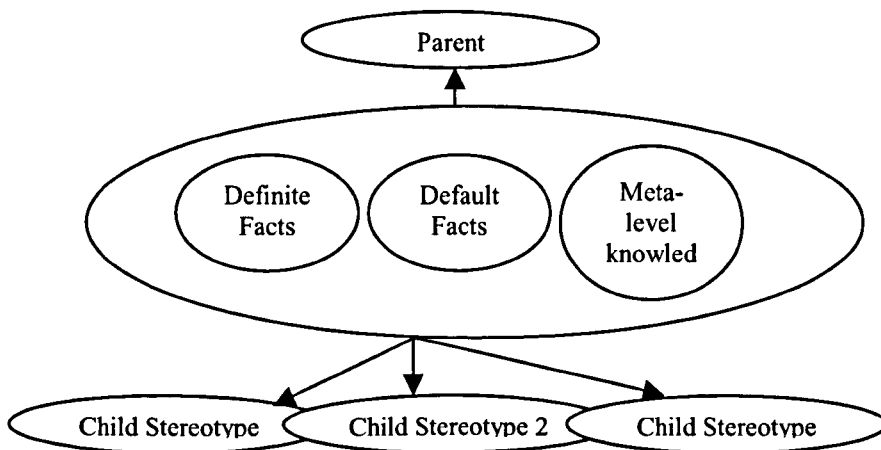 Parent
Definite
Facts
Default
Facts
Meta-
level
knowled
Child Stereotype
Child Stereotype 2
Child Stereotype